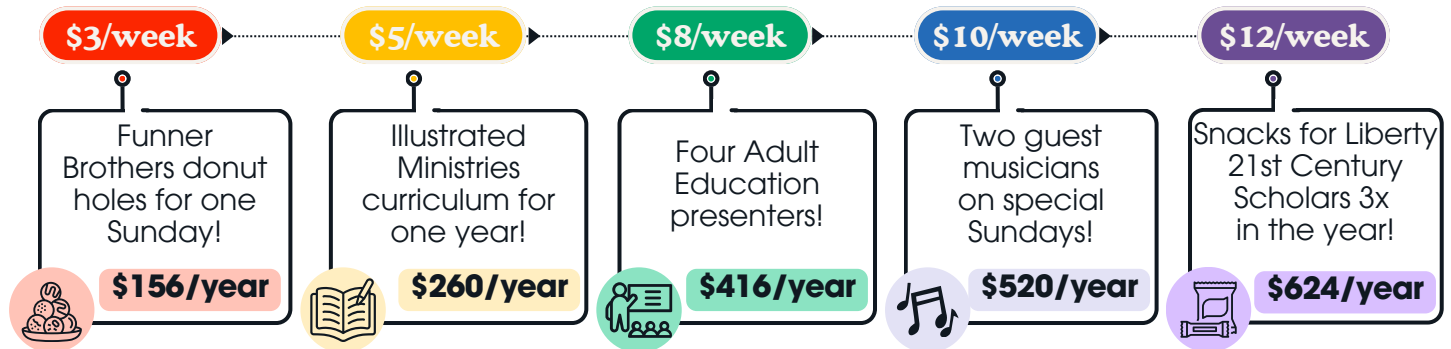 $3/week
$5/week
$8/week
$10/week
$12/week
Funner
Brothers donut
holes for one
Sunday!
$156/year
Illustrated
Ministries
curriculum for
one year!
$260/year
Four Adult
Education
presenters!
$416/year
Two guest
musicians
on special
Sundays!
$520/year
Snacks for Liberty
21st Century
Scholars 3x
in the year!
$624/year